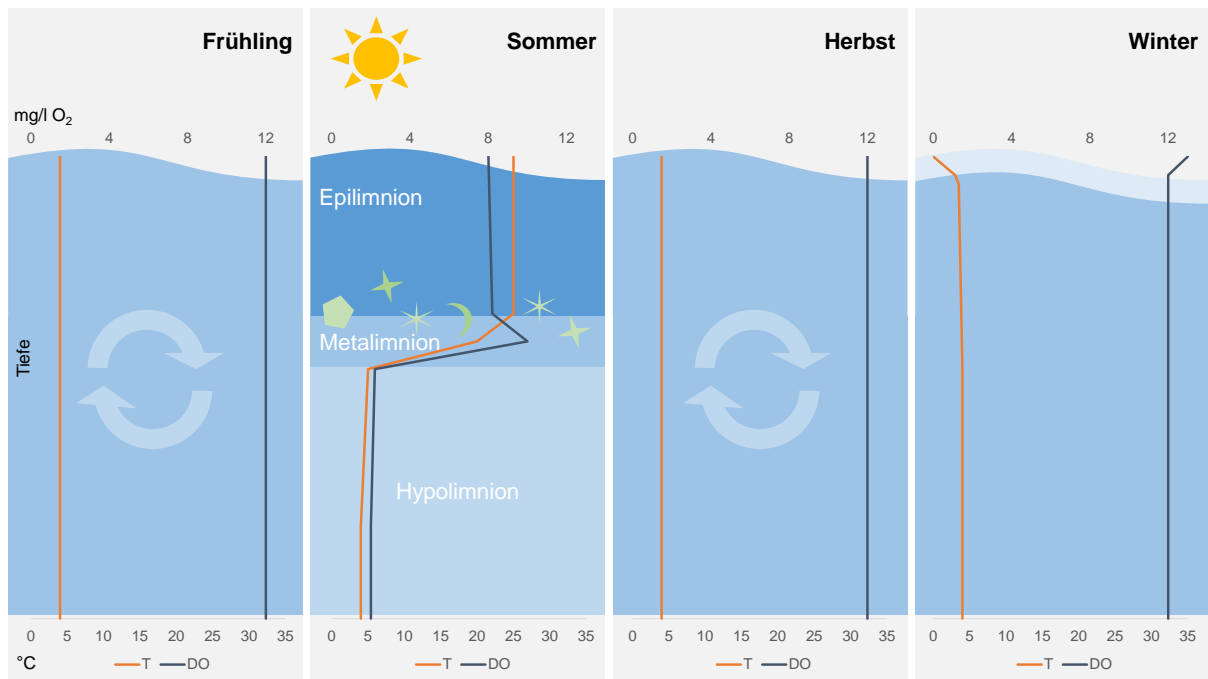 Frühling
Sommer
Herbst
Winter
mg/l O₂
0 4 8 12
0 4 8 12
0 4 8 12
0 4 8 12
Epilimnion
Metalimnion
Hypolimnion
Tiefe
0 5 10 15 20 25 30 35
0 5 10 15 20 25 30 35
0 5 10 15 20 25 30 35
0 5 10 15 20 25 30 35
°C
T DO
T DO
T DO
T DO